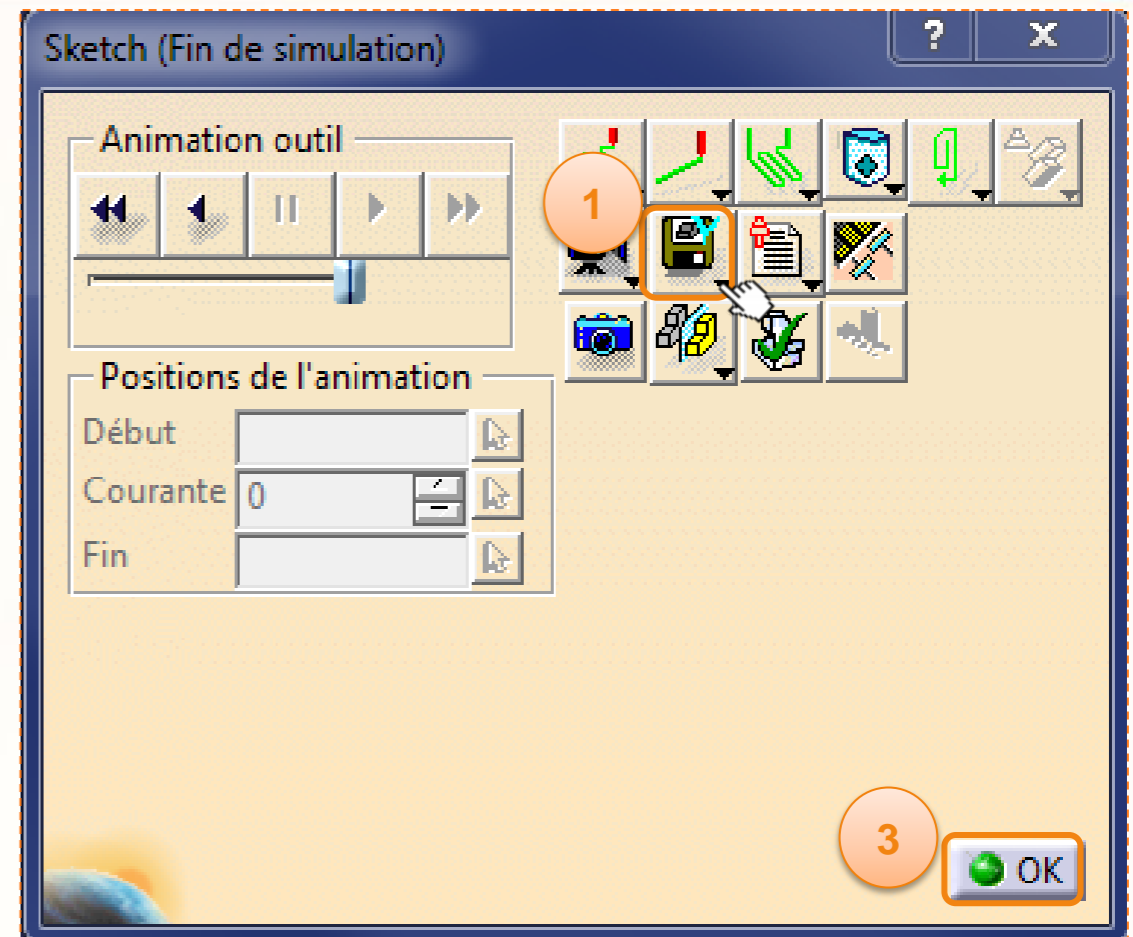 Sketch (Fin de simulation)
? X
Animation outil
1
Positions de l'animation
Début
Courante 0
Fin
3
OK